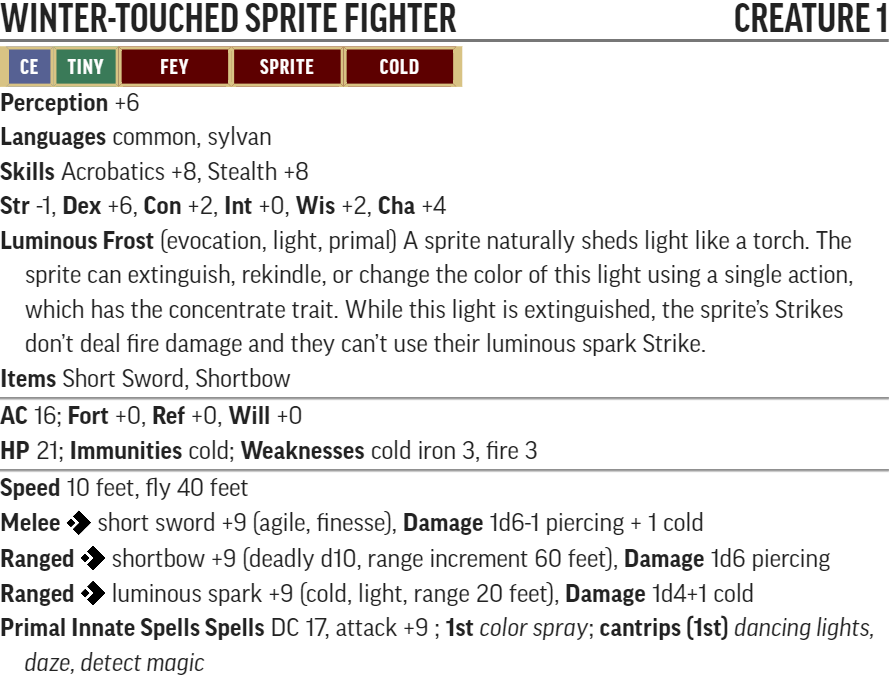 WINTER-TOUCHED SPRITE FIGHTER CREATURE 1
CE TINY FEY SPRITE COLD
Perception +6
Languages common, sylvan
Skills Acrobatics +8, Stealth +8
Str -1, Dex +6, Con +2, Int +0, Wis +2, Cha +4
Luminous Frost (evocation, light, primal) A sprite naturally sheds light like a torch. The
sprite can extinguish, rekindle, or change the color of this light using a single action,
which has the concentrate trait. While this light is extinguished, the sprite's Strikes
don't deal fire damage and they can't use their luminous spark Strike.
Items Short Sword, Shortbow
AC 16; Fort +0, Ref +0, Will +0
HP 21; Immunities cold; Weaknesses cold iron 3, fire 3
Speed 10 feet, fly 40 feet
Melee short sword +9 (agile, finesse), Damage 1d6-1 piercing + 1 cold
Ranged shortbow +9 (deadly d10, range increment 60 feet), Damage 1d6 piercing
Ranged luminous spark +9 (cold, light, range 20 feet), Damage 1d4+1 cold
Primal Innate Spells Spells DC 17, attack +9 ; 1st color spray; cantrips (1st) dancing lights,
daze, detect magic